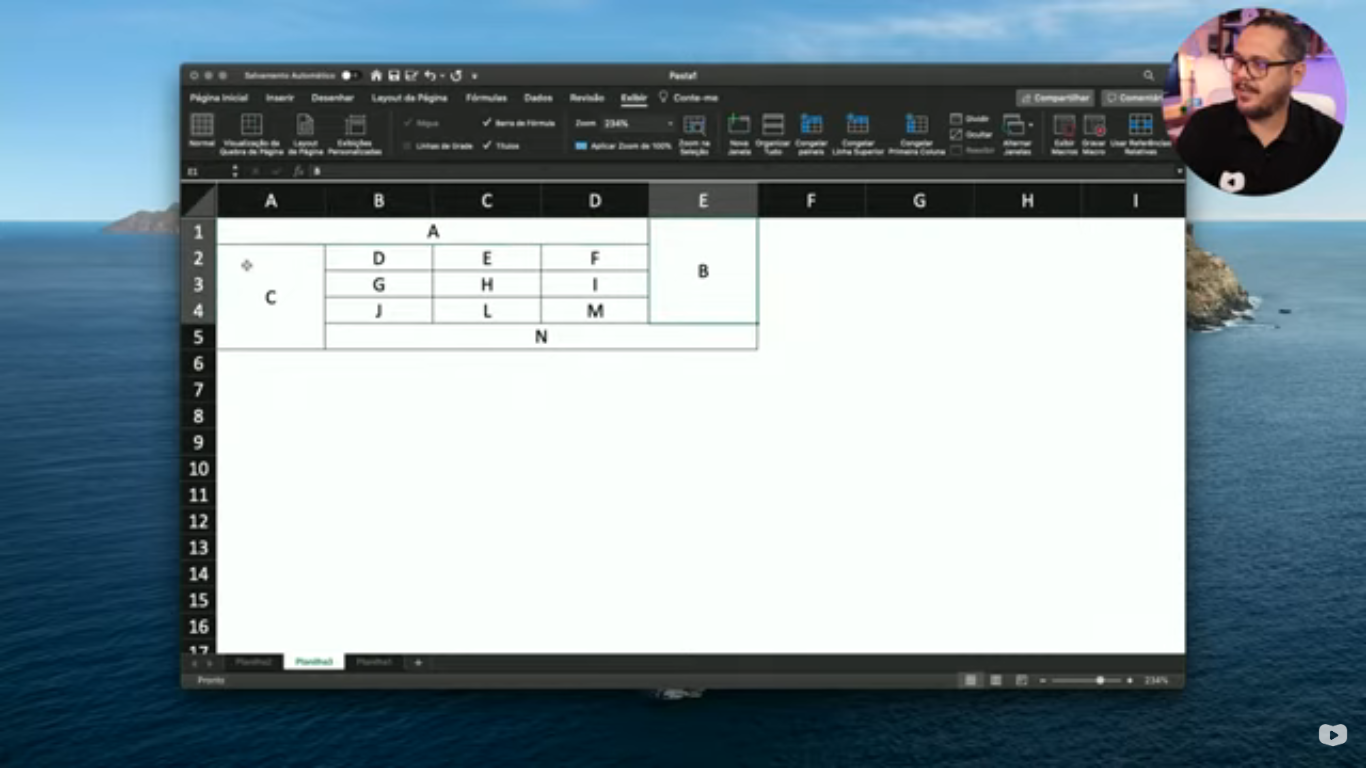 Salvamento Automático Pasta1
Página Inicial Inserir Desenhar Layout da Página Fórmulas Dados Revisão Exibir Conte-me Compartilhar Comentár
Normal Visualização da Quebra de Página Layout da Página Exibições Personalizadas
Régua Barra de Fórmula
Linhas de Grade Títulos
Zoom 234%
Aplicar Zoom de 100%
Zoom na Seleção
Nova Janela Organizar Tudo Congelar painéis Congelar Linha Superior Congelar Primeira Coluna
Dividir
Ocultar
Alternar Janelas Exibir Macros Gravar Macro Usar Referências Relativas
E1 fx B
A B C D E F G H I
1 A B
2 C D E F
3 G H I
4 J L M
5 N
6
7
8
9
10
11
12
13
14
15
16
17
Planilha2 Planilha3 Planilha1 +
Pronto 234%